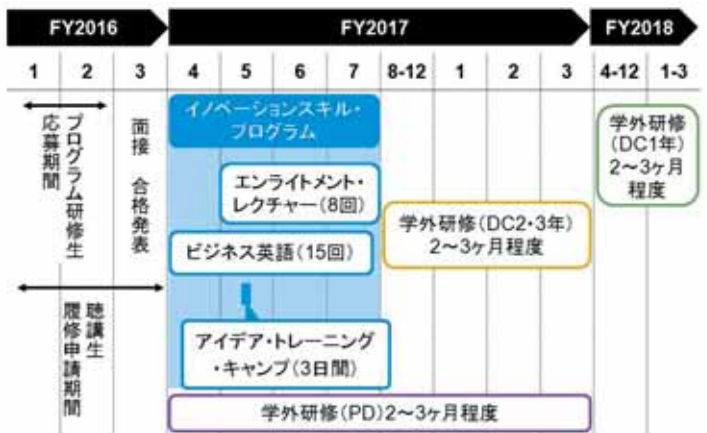 FY2016
FY2017
FY2018
1
2
3
4
5
6
7
8-12
1
2
3
4-12
1-3
プログラム研修生
応募期間
面接 合格発表
聴講生
履修申請期間
イノベーションスキル・
プログラム
エンライトメント・
レクチャー(8回)
ビジネス英語(15回)
アイデア・トレーニング
・キャンプ(3日間)
学外研修(PD)2〜3ヶ月程度
学外研修(DC2・3年)
2〜3ヶ月程度
学外研修
(DC1年)
2〜3ヶ月
程度